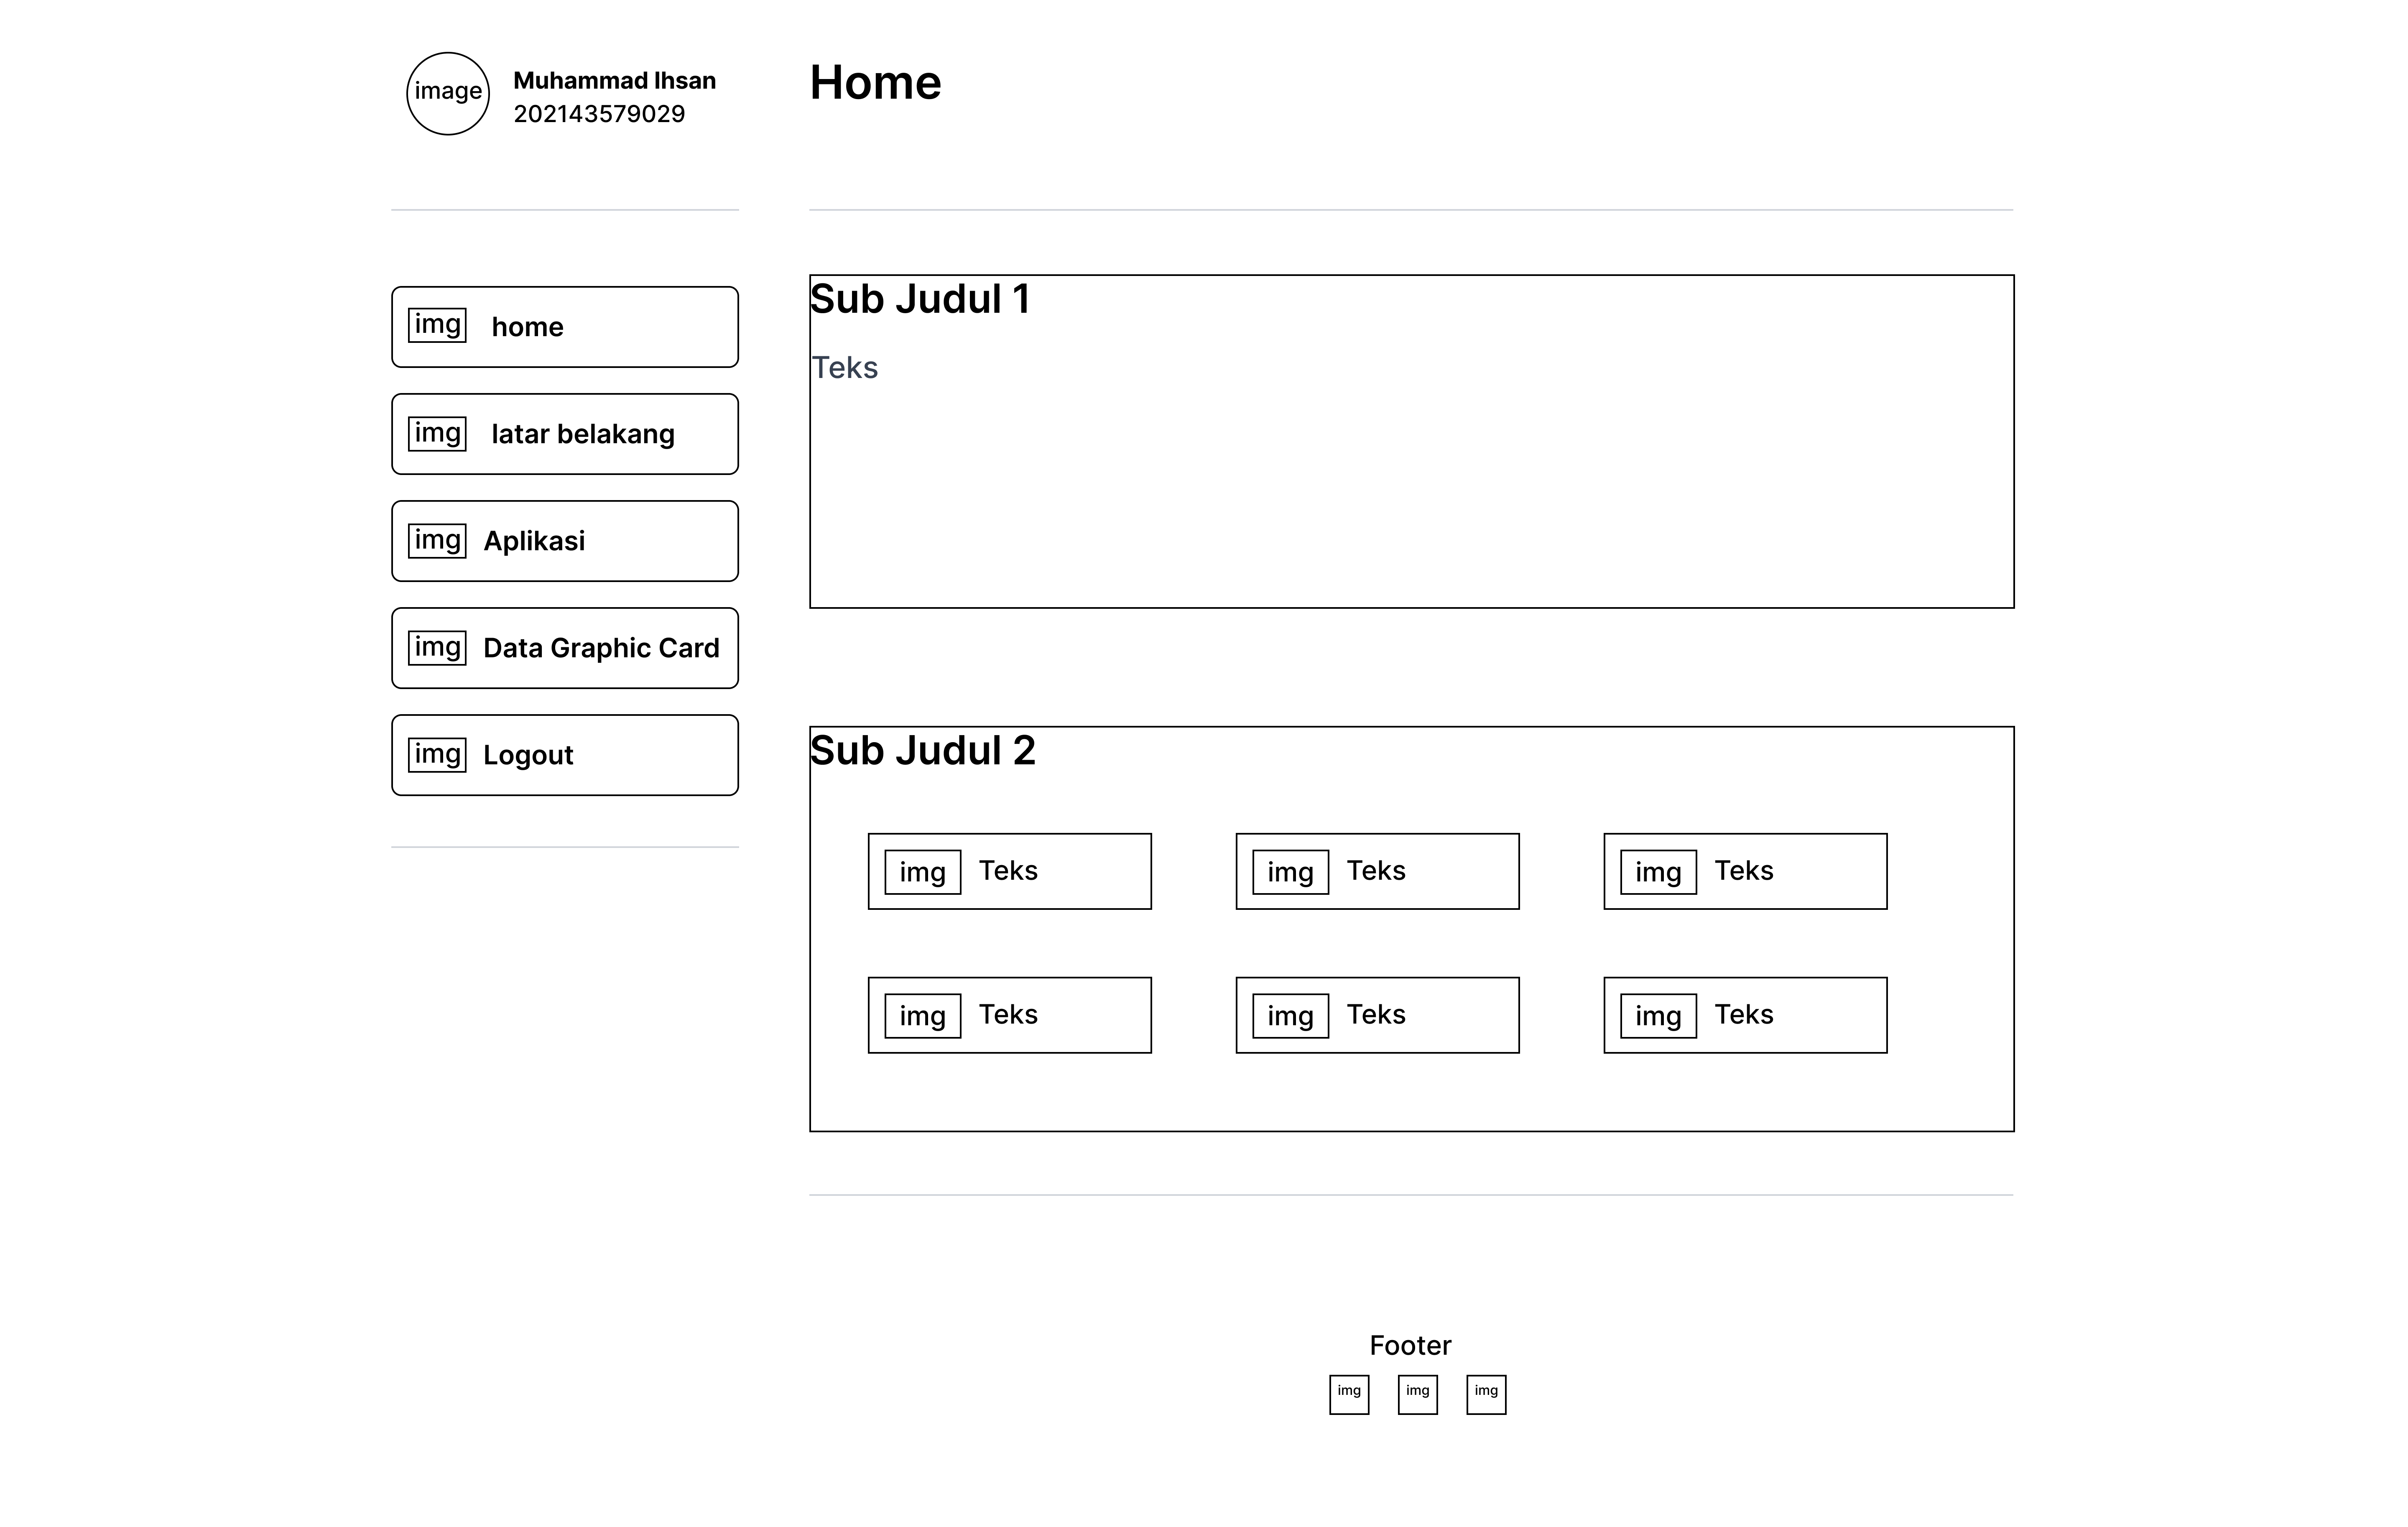 image
Muhammad Ihsan
202143579029
Home
img home
img latar belakang
img Aplikasi
img Data Graphic Card
img Logout
Sub Judul 1
Teks
Sub Judul 2
img Teks
img Teks
img Teks
img Teks
img Teks
img Teks
Footer
img
img
img